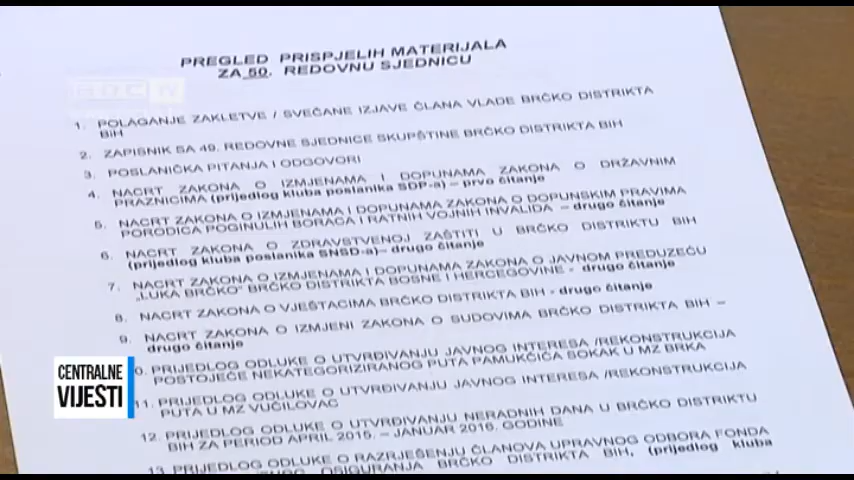 PREGLED PRISPJELIH MATERIJALA
ZA 50. REDOVNU SJEDNICU
1. POLAGANJE ZAKLETVE / SVEČANE IZJAVE ČLANA VLADE BRČKO DISTRIKTA
BIH
2. ZAPISNIK SA 49. REDOVNE SJEDNICE SKUPŠTINE BRČKO DISTRIKTA BIH
3. POSLANIČKA PITANJA I ODGOVORI
4. NACRT ZAKONA O IZMJENAMA I DOPUNAMA ZAKONA O DRŽAVNIM
PRAZNICIMA (prijedlog kluba poslanika SDP-a) – prvo čitanje
5. NACRT ZAKONA O IZMJENAMA I DOPUNAMA ZAKONA O DOPUNSKIM PRAVIMA
PORODICA POGINULIH BORACA I RATNIH VOJNIH INVALIDA – drugo čitanje
6. NACRT ZAKONA O ZDRAVSTVENOJ ZAŠTITI U BRČKO DISTRIKTU BIH
(prijedlog kluba poslanika SNSD-a)– drugo čitanje
7. NACRT ZAKONA O IZMJENAMA I DOPUNAMA ZAKONA O JAVNOM PREDUZEĆU
„LUKA BRČKO" BRČKO DISTRIKTA BOSNE I HERCEGOVINE - drugo čitanje
8. NACRT ZAKONA O VJEŠTACIMA BRČKO DISTRIKTA BIH - drugo čitanje
9. NACRT ZAKONA O IZMJENI ZAKONA O SUDOVIMA BRČKO DISTRIKTA BIH –
drugo čitanje
0. PRIJEDLOG ODLUKE O UTVRĐIVANJU JAVNOG INTERESA /REKONSTRUKCIJA
POSTOJEĆE NEKATEGORIZIRANOG PUTA PAMUKČIĆA SOKAK U MZ BRKA
11. PRIJEDLOG ODLUKE O UTVRĐIVANJU JAVNOG INTERESA /REKONSTRUKCIJA
PUTA U MZ VUČILOVAC
12. PRIJEDLOG ODLUKE O UTVRĐIVANJU NERADNIH DANA U BRČKO DISTRIKTU
BIH ZA PERIOD APRIL 2015. – JANUAR 2016. GODINE
13. PRIJEDLOG ODLUKE O RAZRJEŠENJU ČLANOVA UPRAVNOG ODBORA FONDA
OSIGURANJA BRČKO DISTRIKTA BIH, (prijedlog kluba
CENTRALNE
VIJESTI